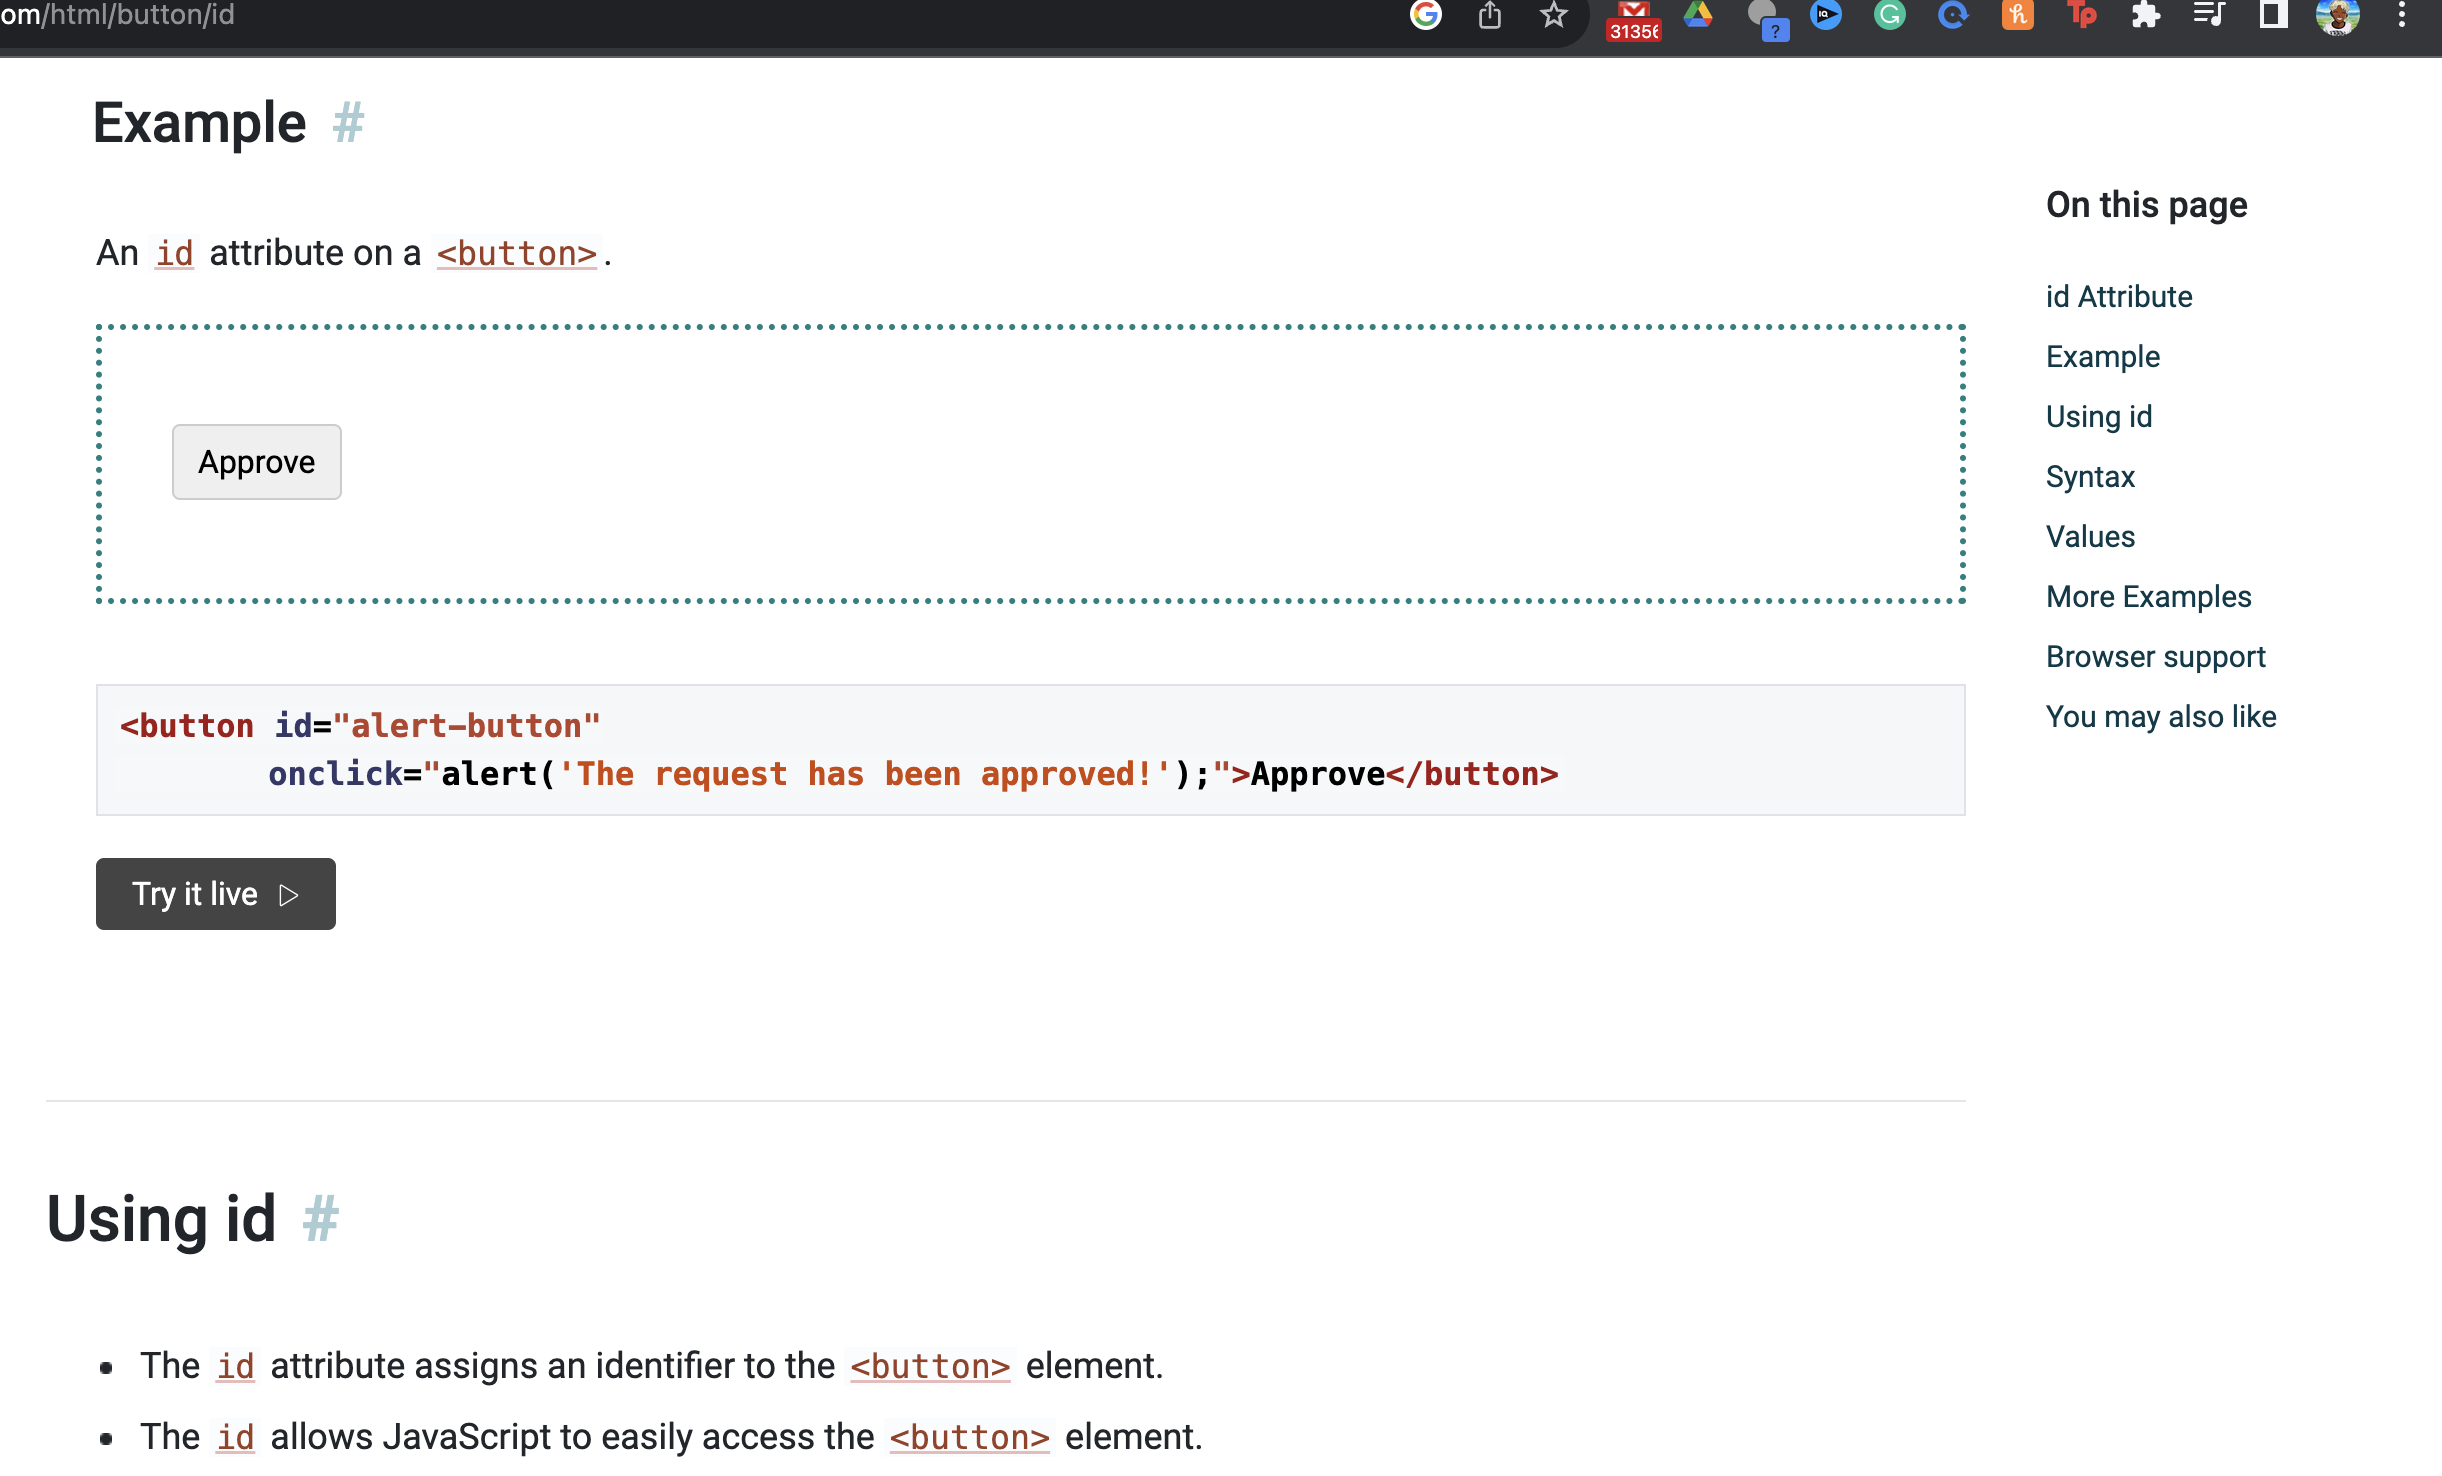 om/html/button/id
31356
?
IQ
G
h
Tp
Example #
An id attribute on a <button>.
Approve
<button id="alert-button"
onclick="alert('The request has been approved!');">Approve</button>
Try it live
Using id #
• The id attribute assigns an identifier to the <button> element.
• The id allows JavaScript to easily access the <button> element.
On this page
id Attribute
Example
Using id
Syntax
Values
More Examples
Browser support
You may also like